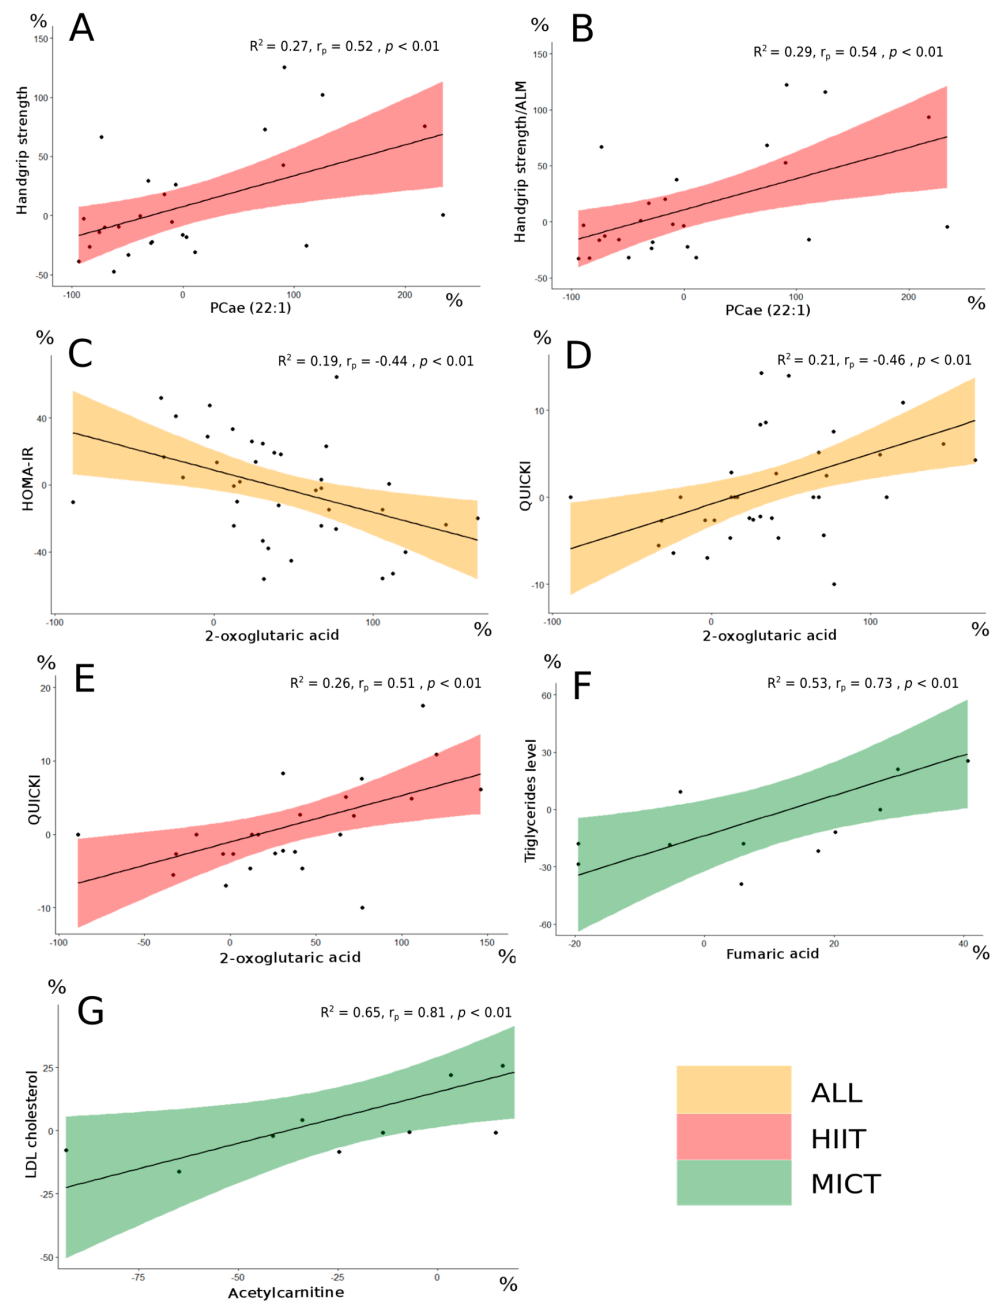 A
%
R² = 0.27, rₚ = 0.52 , p < 0.01
150
100
50
0
-50
Handgrip strength
-100
0
100
200
%
PCae (22:1)
B
%
R² = 0.29, rₚ = 0.54 , p < 0.01
150
100
50
0
-50
Handgrip strength/ALM
-100
0
100
200
%
PCae (22:1)
C
%
R² = 0.19, rₚ = -0.44 , p < 0.01
40
0
-40
HOMA-IR
-100
0
100
%
2-oxoglutaric acid
D
%
R² = 0.21, rₚ = -0.46 , p < 0.01
10
0
-10
QUICKI
-100
0
100
%
2-oxoglutaric acid
E
%
R² = 0.26, rₚ = 0.51 , p < 0.01
20
10
0
-10
QUICKI
-100
-50
0
50
100
150
%
2-oxoglutaric acid
F
%
R² = 0.53, rₚ = 0.73 , p < 0.01
60
30
0
-30
-60
Triglycerides level
-20
0
20
40
%
Fumaric acid
G
%
R² = 0.65, rₚ = 0.81 , p < 0.01
25
0
-25
-50
LDL cholesterol
-75
-50
-25
0
%
Acetylcarnitine
ALL
HIIT
MICT